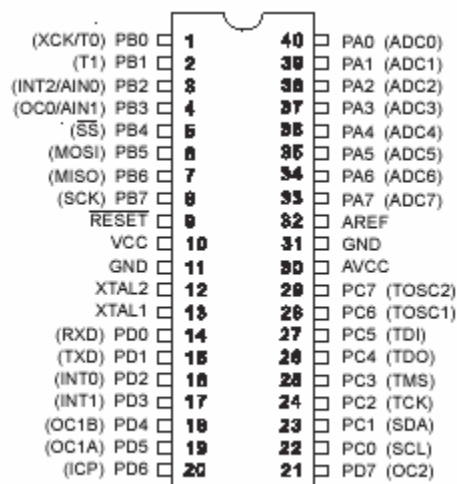 (XCK/T0) PB0 1 40 PA0 (ADC0)
(T1) PB1 2 39 PA1 (ADC1)
(INT2/AIN0) PB2 3 38 PA2 (ADC2)
(OC0/AIN1) PB3 4 37 PA3 (ADC3)
(SS) PB4 5 36 PA4 (ADC4)
(MOSI) PB5 6 35 PA5 (ADC5)
(MISO) PB6 7 34 PA6 (ADC6)
(SCK) PB7 8 33 PA7 (ADC7)
RESET 9 32 AREF
VCC 10 31 GND
GND 11 30 AVCC
XTAL2 12 29 PC7 (TOSC2)
XTAL1 13 28 PC6 (TOSC1)
(RXD) PD0 14 27 PC5 (TDI)
(TXD) PD1 15 26 PC4 (TDO)
(INT0) PD2 16 25 PC3 (TMS)
(INT1) PD3 17 24 PC2 (TCK)
(OC1B) PD4 18 23 PC1 (SDA)
(OC1A) PD5 19 22 PC0 (SCL)
(ICP) PD6 20 21 PD7 (OC2)